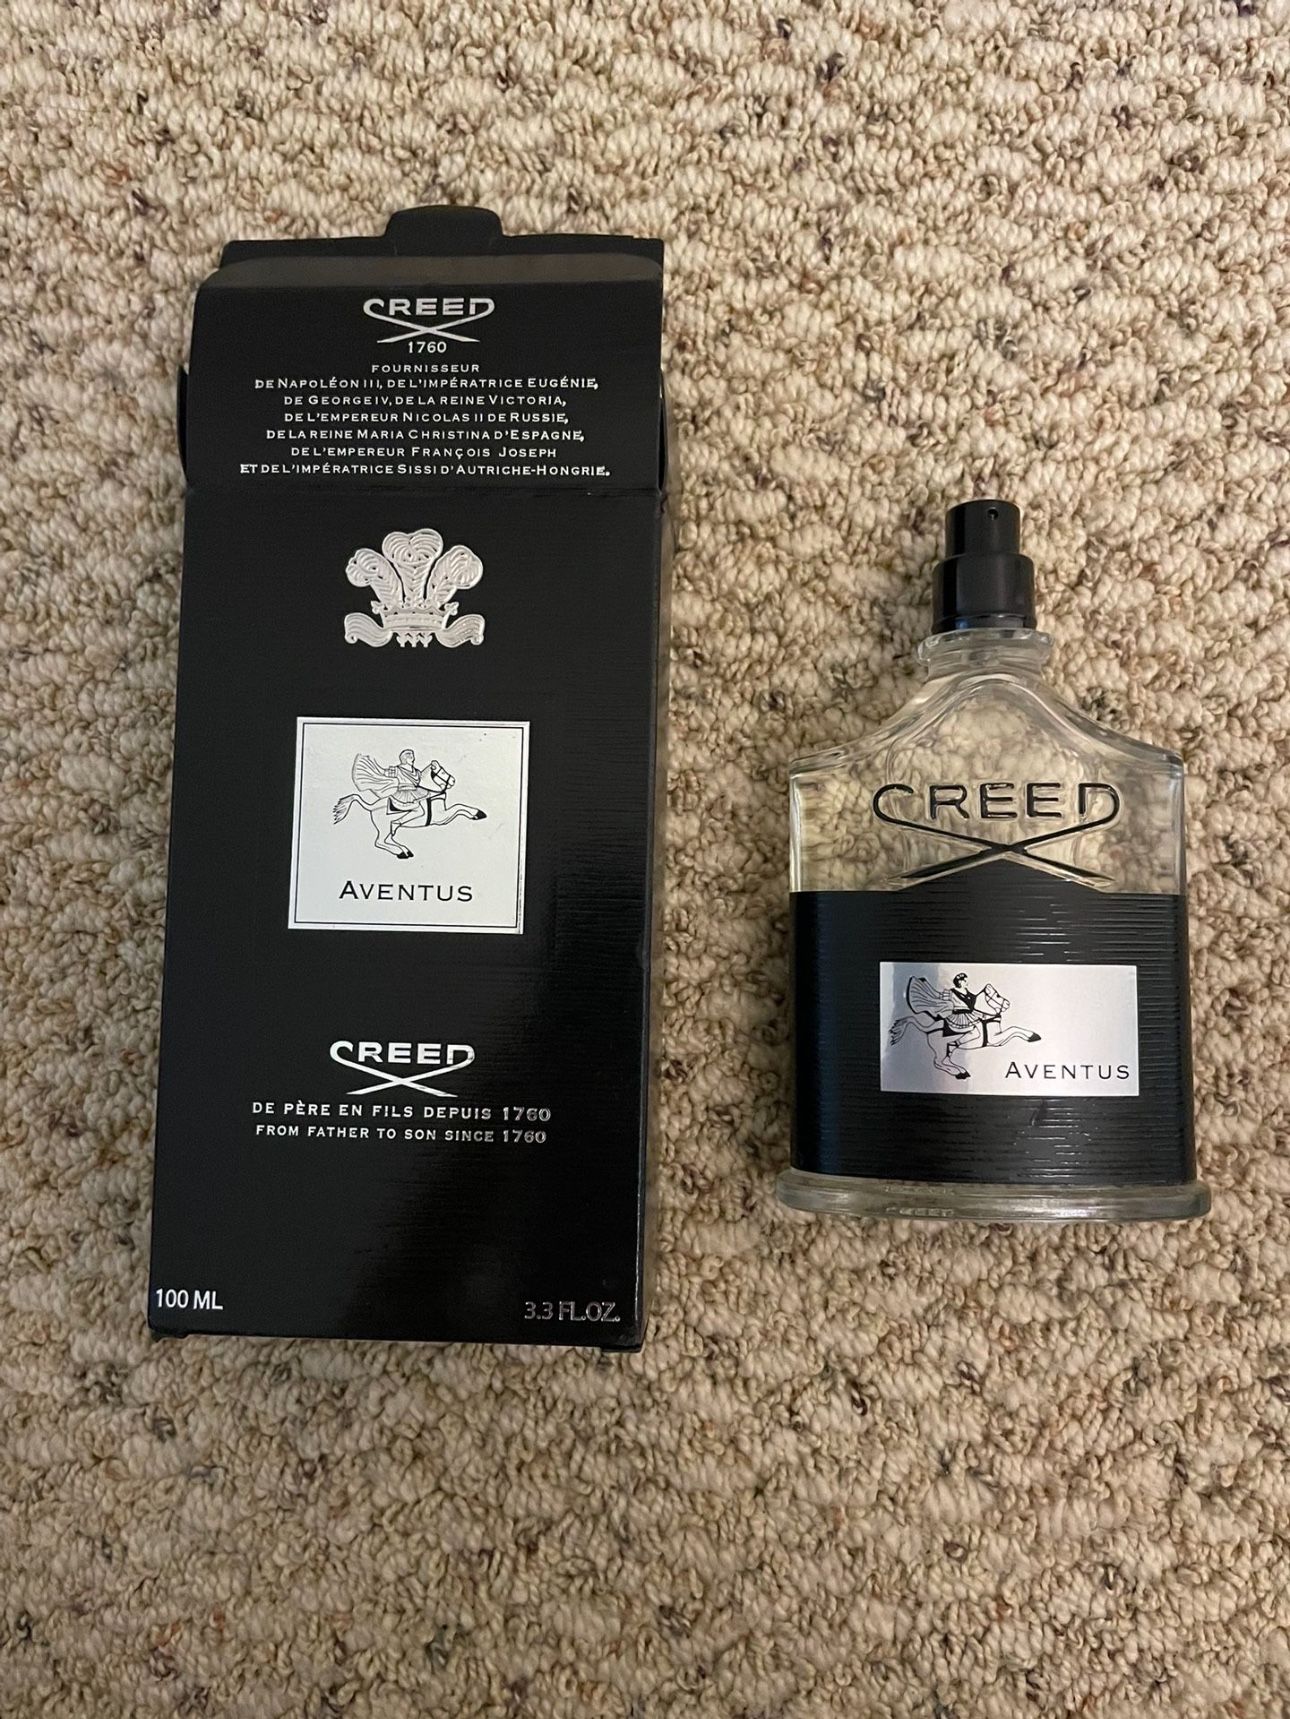 CREED
1760
FOURNISSEUR
DE NAPOLÉON III, DE L'IMPÉRATRICE EUGÉNIE,
DE GEORGE IV, DE LA REINE VICTORIA,
DE L'EMPEREUR NICOLAS II DE RUSSIE,
DE LA REINE MARIA CHRISTINA D'ESPAGNE,
DE L'EMPEREUR FRANÇOIS JOSEPH
ET DE L'IMPÉRATRICE SISSI D'AUTRICHE-HONGRIE.
AVENTUS
CREED
DE PÈRE EN FILS DEPUIS 1760
FROM FATHER TO SON SINCE 1760
100 ML
3.3 FL.OZ.
CREED
AVENTUS
CREED